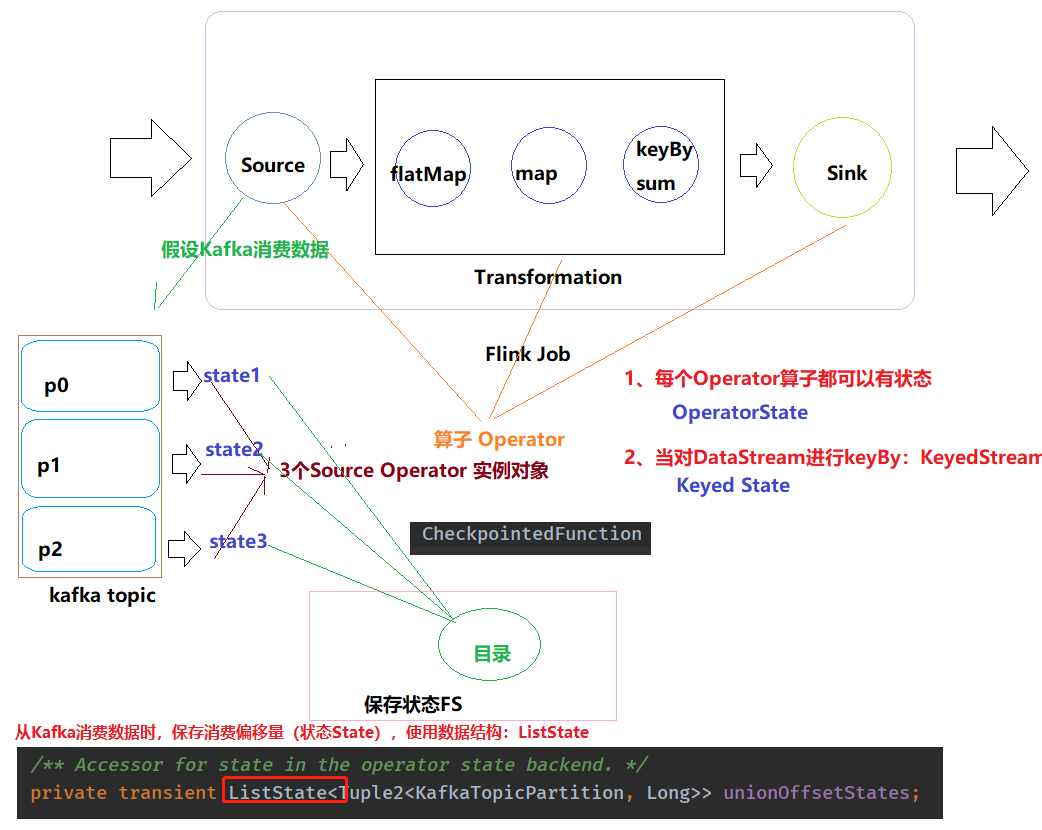 Source
flatMap
map
keyBy
sum
Sink
假设Kafka消费数据
Transformation
Flink Job
p0
state1
1、每个Operator算子都可以有状态
OperatorState
算子 Operator
p1
state2
3个Source Operator 实例对象
2、当对DataStream进行keyBy：KeyedStream
Keyed State
p2
state3
CheckpointedFunction
kafka topic
目录
保存状态FS
从Kafka消费数据时，保存消费偏移量（状态State），使用数据结构：ListState
/** Accessor for state in the operator state backend. */
private transient ListState<Tuple2<KafkaTopicPartition, Long>> unionOffsetStates;